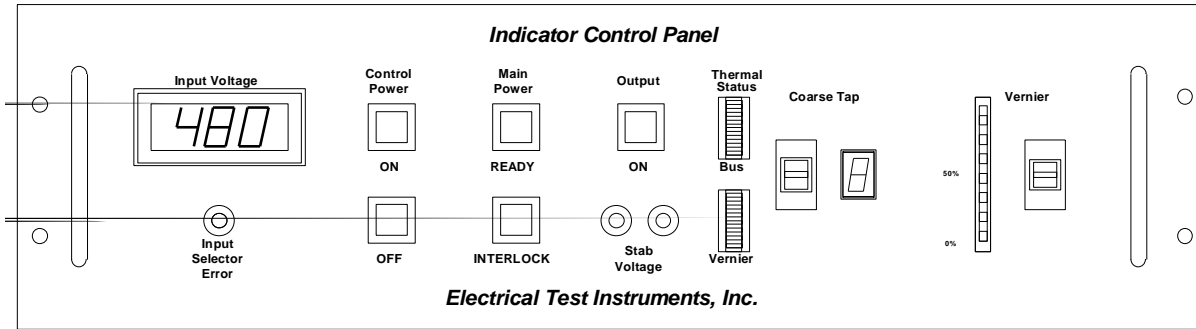 Indicator Control Panel
Input Voltage
480
Control
Power
Main
Power
Output
Thermal
Status
Coarse Tap
Vernier
ON
READY
ON
Bus
50%
0%
Input
Selector
Error
OFF
INTERLOCK
Stab
Voltage
Vernier
Electrical Test Instruments, Inc.